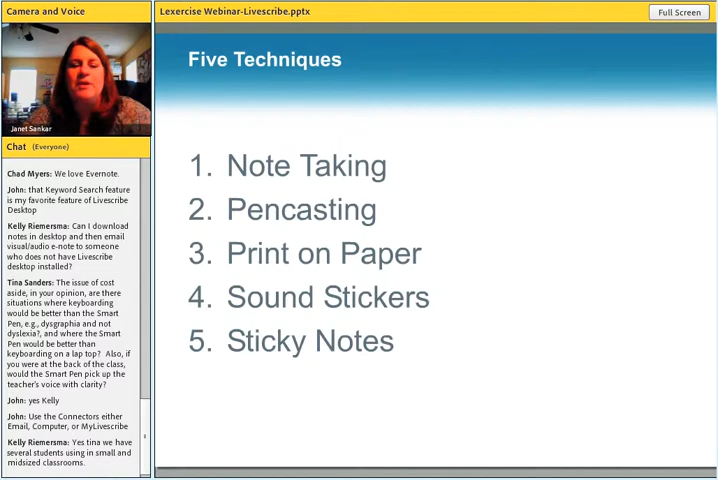 Camera and Voice
Janet Sankar
Chat (Everyone)
Chad Myers: We love Evernote.
John: that Keyword Search feature
is my favorite feature of Livescribe
Desktop
Kelly Riemersma: Can I download
notes in desktop and then email
visual/audio e-note to someone
who does not have Livescribe
desktop installed?
Tina Sanders: The issue of cost
aside, in your opinion, are there
situations where keyboarding
would be better than the Smart
Pen, e.g., dysgraphia and not
dyslexia?, and where the Smart
Pen would be better than
keyboarding on a lap top? Also, if
you were at the back of the class,
would the Smart Pen pick up the
teacher's voice with clarity?
John: yes Kelly
John: Use the Connectors either
Email, Computer, or MyLivescribe
Kelly Riemersma: Yes tina we have
several students using in small and
midsized classrooms.
Lexercise Webinar-Livescribe.pptx
Full Screen
Five Techniques
1. Note Taking
2. Pencasting
3. Print on Paper
4. Sound Stickers
5. Sticky Notes